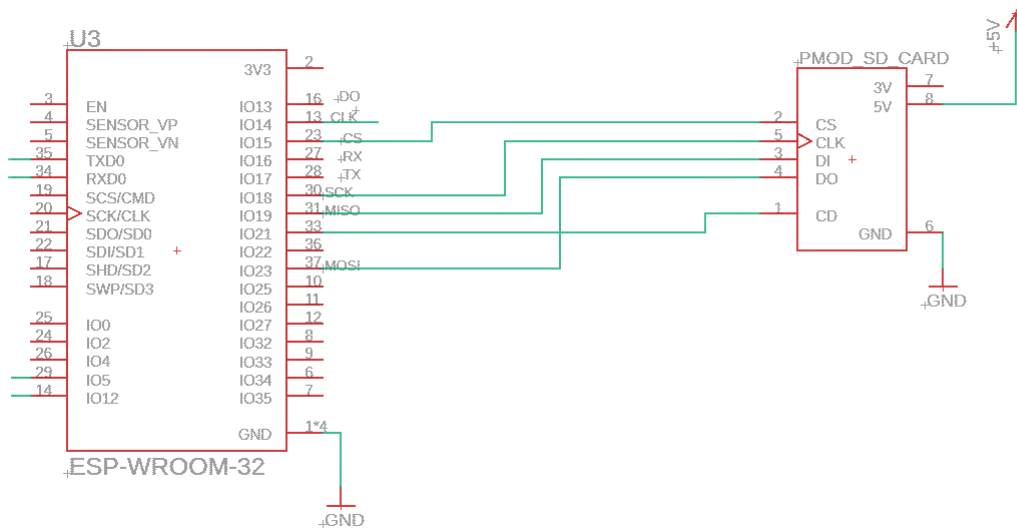 U3
3V3 2
3 EN
4 SENSOR_VP
5 SENSOR_VN
35 TXD0
34 RXD0
19 SCS/CMD
20 SCK/CLK
21 SDO/SD0
22 SDI/SD1
17 SHD/SD2
18 SWP/SD3
25 IO0
24 IO2
26 IO4
29 IO5
14 IO12
IO13 16 DO
IO14 13 CLK
IO15 23 CS
IO16 27 RX
IO17 28 TX
IO18 30 SCK
IO19 31 MISO
IO21 33
IO22 36
IO23 37 MOSI
IO25 10
IO26 11
IO27 12
IO32 8
IO33 9
IO34 6
IO35 7
GND 1*4
ESP-WROOM-32
GND
PMOD_SD_CARD
3V 7
5V 8
2 CS
5 CLK
3 DI
4 DO
1 CD
GND 6
GND
+5V